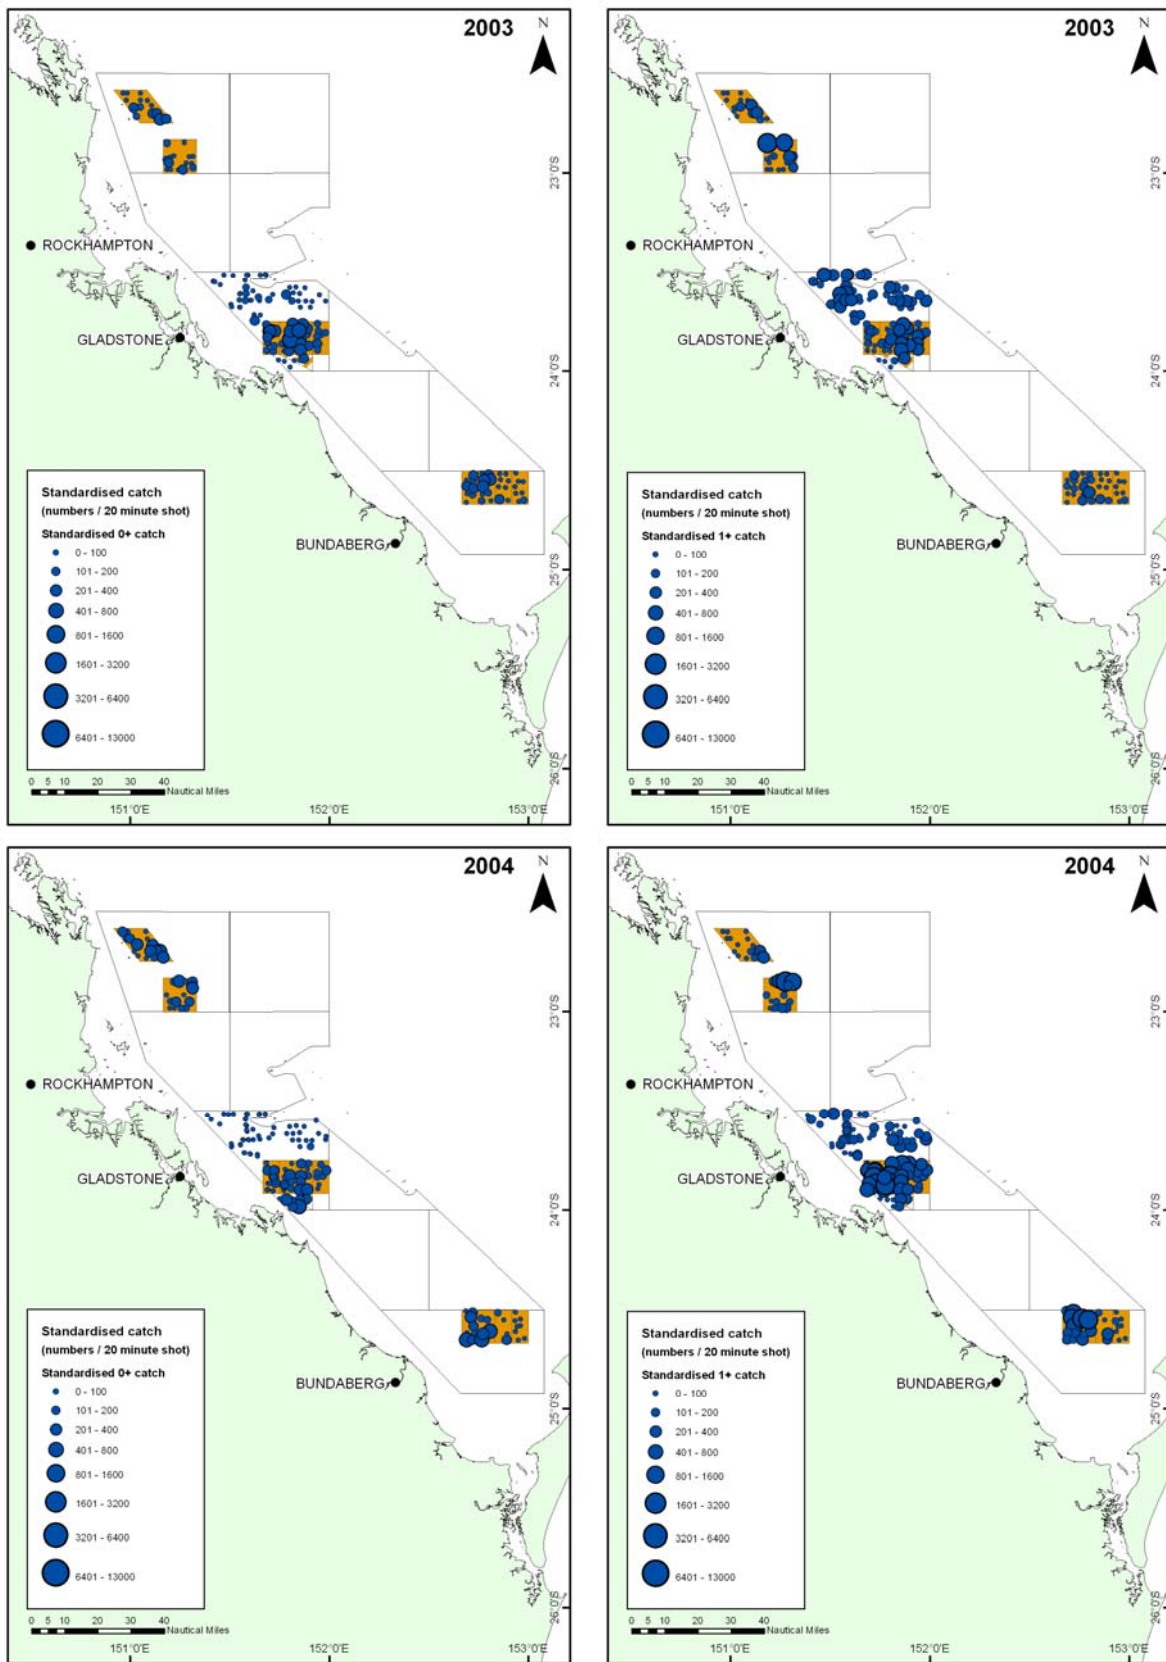 2003
N
23°0'S
ROCKHAMPTON
GLADSTONE
24°0'S
Standardised catch
(numbers / 20 minute shot)
Standardised 0+ catch
0 - 100
101 - 200
201 - 400
401 - 800
801 - 1600
1601 - 3200
3201 - 6400
6401 - 13000
BUNDABERG
25°0'S
26°0'S
0 5 10 20 30 40
Nautical Miles
151°0'E
152°0'E
153°0'E
2003
N
23°0'S
ROCKHAMPTON
GLADSTONE
24°0'S
Standardised catch
(numbers / 20 minute shot)
Standardised 1+ catch
0 - 100
101 - 200
201 - 400
401 - 800
801 - 1600
1601 - 3200
3201 - 6400
6401 - 13000
BUNDABERG
25°0'S
26°0'S
0 5 10 20 30 40
Nautical Miles
151°0'E
152°0'E
153°0'E
2004
N
23°0'S
ROCKHAMPTON
GLADSTONE
24°0'S
Standardised catch
(numbers / 20 minute shot)
Standardised 0+ catch
0 - 100
101 - 200
201 - 400
401 - 800
801 - 1600
1601 - 3200
3201 - 6400
6401 - 13000
BUNDABERG
25°0'S
26°0'S
0 5 10 20 30 40
Nautical Miles
151°0'E
152°0'E
153°0'E
2004
N
23°0'S
ROCKHAMPTON
GLADSTONE
24°0'S
Standardised catch
(numbers / 20 minute shot)
Standardised 1+ catch
0 - 100
101 - 200
201 - 400
401 - 800
801 - 1600
1601 - 3200
3201 - 6400
6401 - 13000
BUNDABERG
25°0'S
26°0'S
0 5 10 20 30 40
Nautical Miles
151°0'E
152°0'E
153°0'E